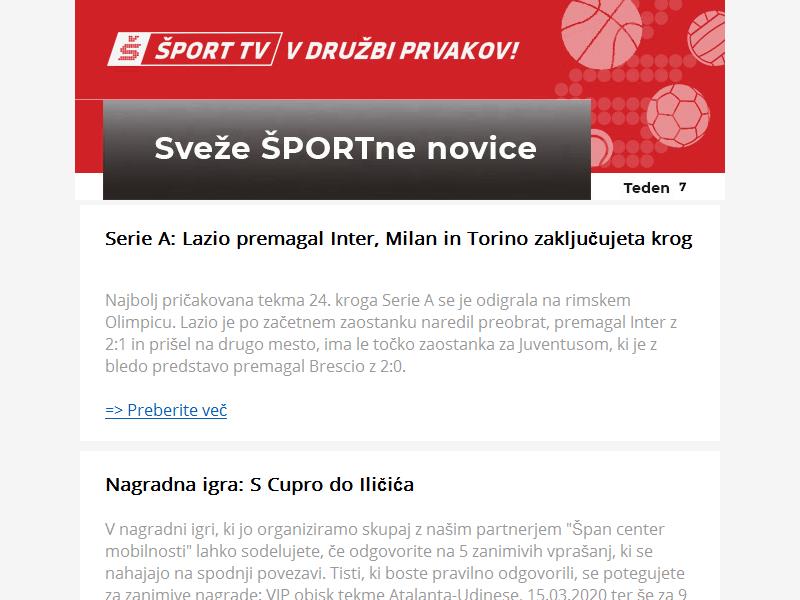 Š ŠPORT TV V DRUŽBI PRVAKOV!
Sveže ŠPORTne novice
Teden 7
Serie A: Lazio premagal Inter, Milan in Torino zaključujeta krog
Najbolj pričakovana tekma 24. kroga Serie A se je odigrala na rimskem
Olimpicu. Lazio je po začetnem zaostanku naredil preobrat, premagal Inter z
2:1 in prišel na drugo mesto, ima le točko zaostanka za Juventusom, ki je z
bledo predstavo premagal Brescio z 2:0.
=> Preberite več
Nagradna igra: S Cupro do Iličića
V nagradni igri, ki jo organiziramo skupaj z našim partnerjem "Špan center
mobilnosti" lahko sodelujete, če odgovorite na 5 zanimivih vprašanj, ki se
nahajajo na spodnji povezavi. Tisti, ki boste pravilno odgovorili, se potegujete
za zanimive nagrade: VIP obisk tekme Atalanta-Udinese, 15.03.2020 ter še za 9